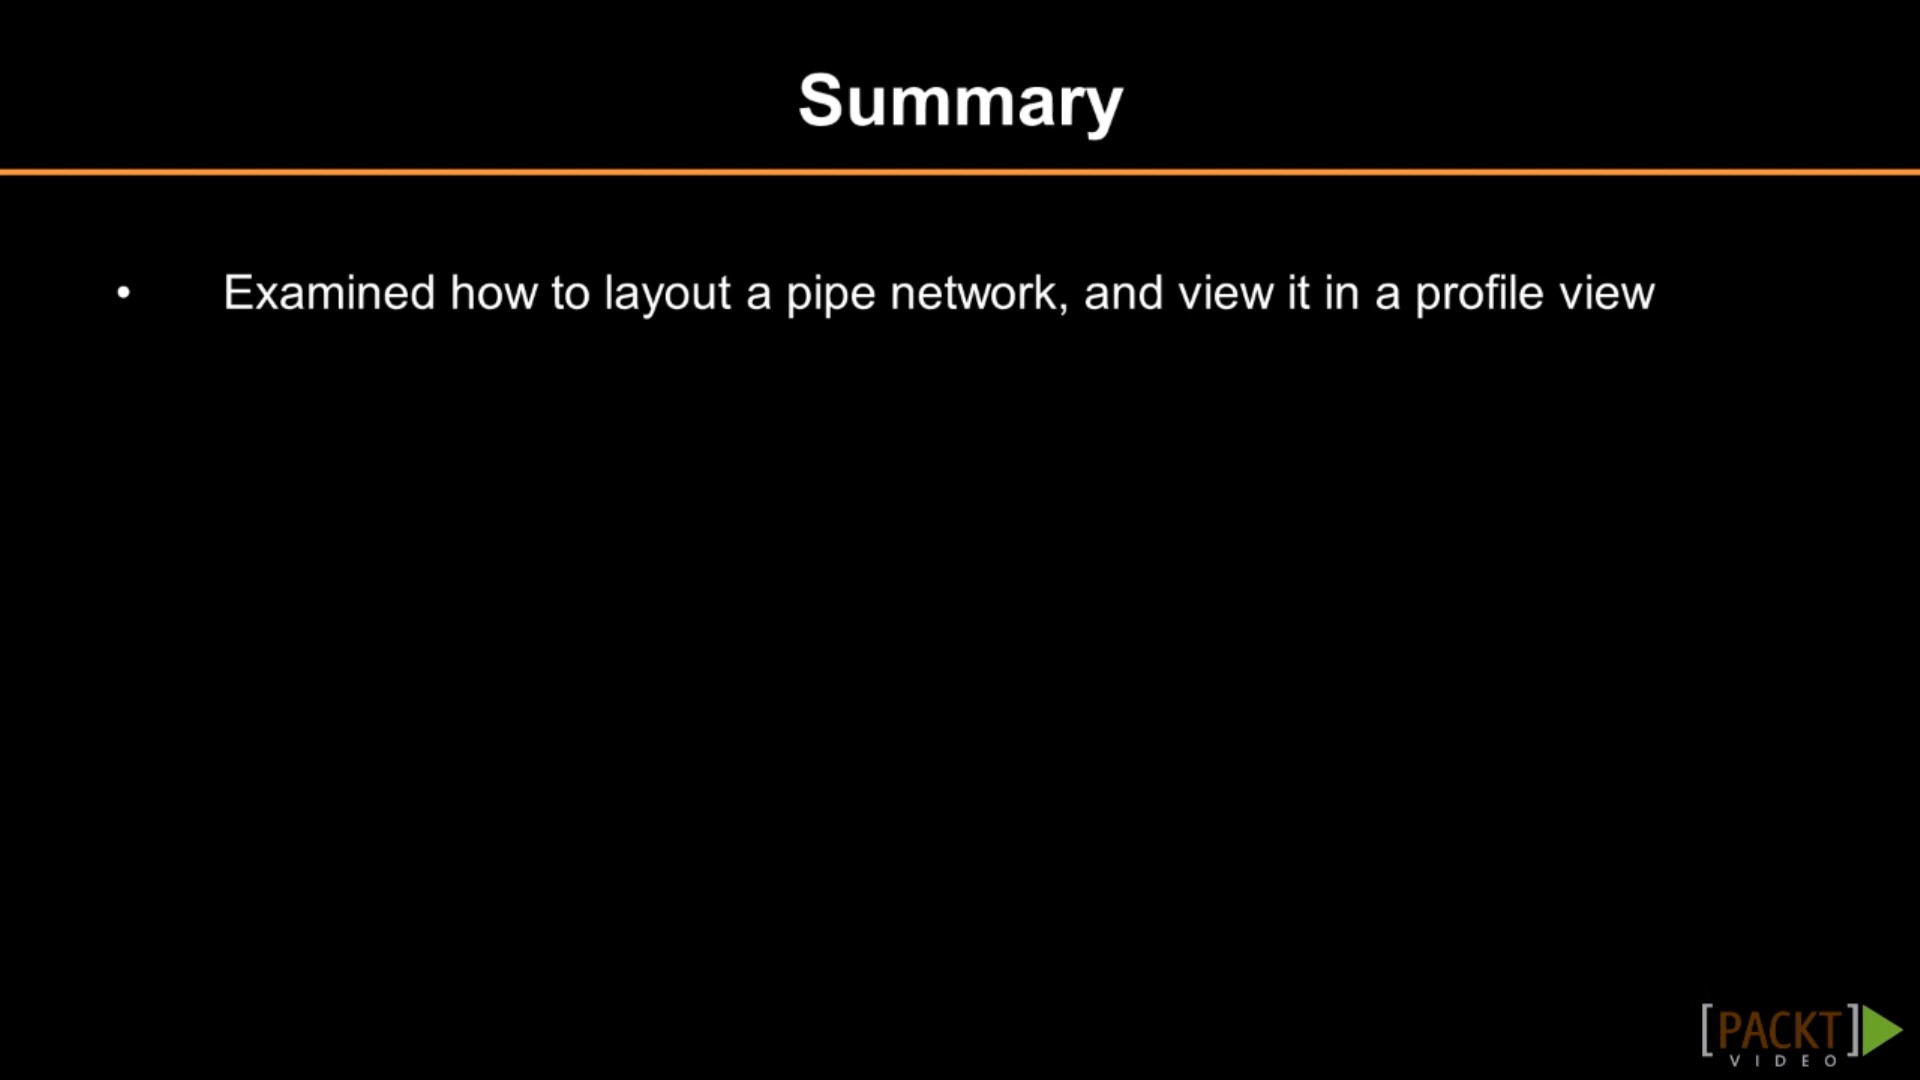 Summary
• Examined how to layout a pipe network, and view it in a profile view
[PACKT]
VIDEO